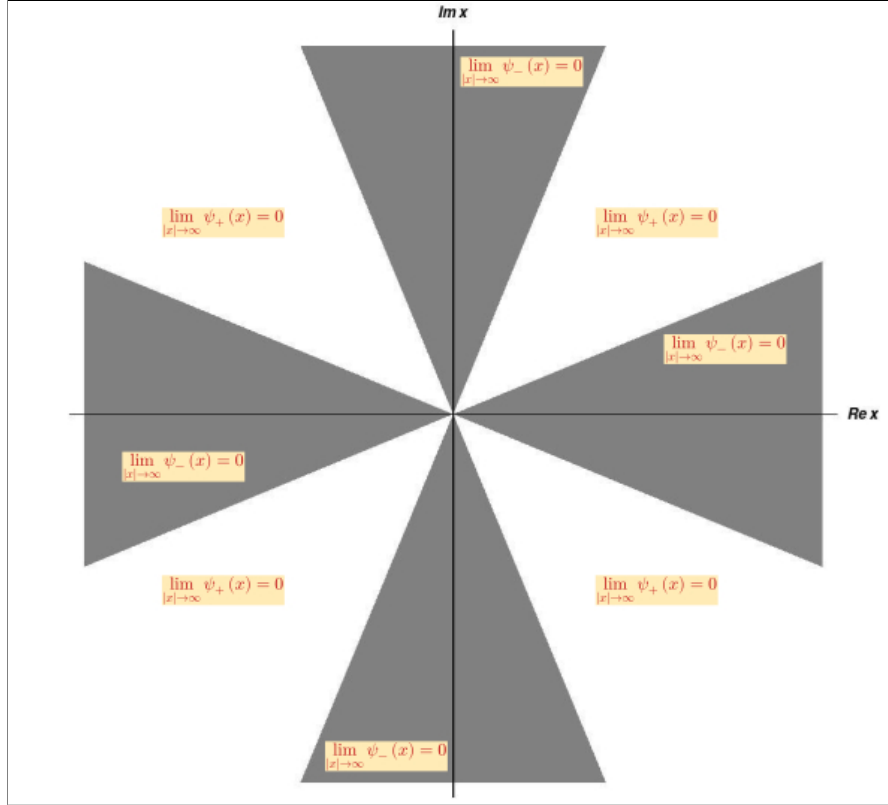 Im x
lim ψ₋ (x) = 0
|x|→∞
lim ψ₊ (x) = 0
|x|→∞
lim ψ₊ (x) = 0
|x|→∞
lim ψ₋ (x) = 0
|x|→∞
Re x
lim ψ₋ (x) = 0
|x|→∞
lim ψ₊ (x) = 0
|x|→∞
lim ψ₊ (x) = 0
|x|→∞
lim ψ₋ (x) = 0
|x|→∞